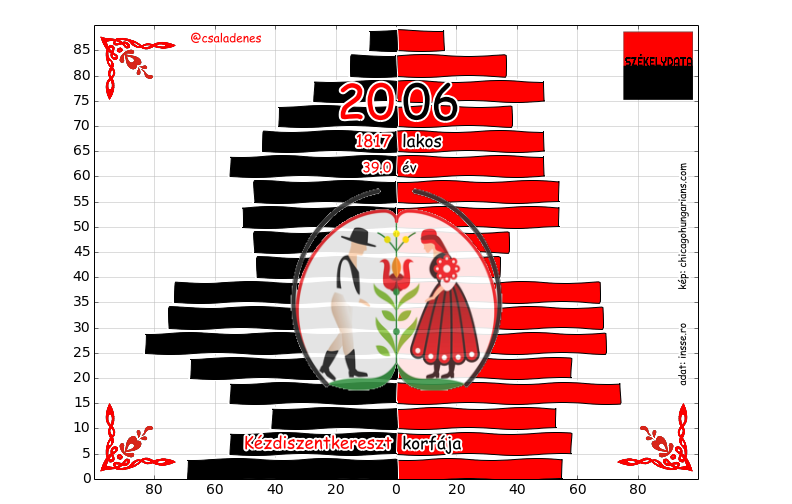 @csaladenes
SZÉKELYDATA
2006
1817 lakos
39.0 év
kép: chicagohungarians.com
adat: insse.ro
Kézdiszentkereszt korfája
85
80
75
70
65
60
55
50
45
40
35
30
25
20
15
10
5
0
80 60 40 20 0 20 40 60 80